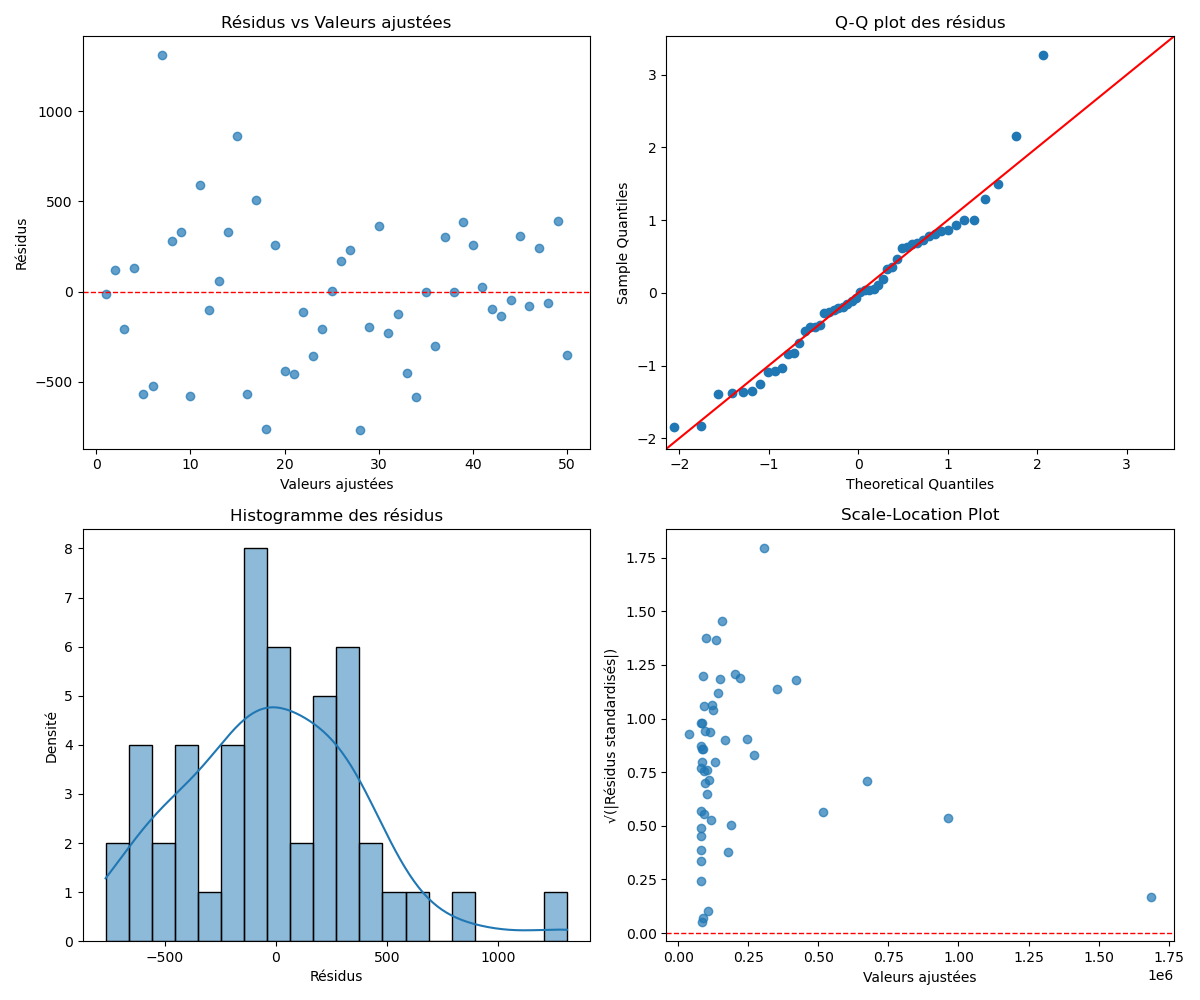 Résidus vs Valeurs ajustées
Résidus
1000
500
0
−500
0 10 20 30 40 50
Valeurs ajustées
Q-Q plot des résidus
Sample Quantiles
3
2
1
0
−1
−2
−2 −1 0 1 2 3
Theoretical Quantiles
Histogramme des résidus
Densité
8
7
6
5
4
3
2
1
0
−500 0 500 1000
Résidus
Scale-Location Plot
√(|Résidus standardisés|)
1.75
1.50
1.25
1.00
0.75
0.50
0.25
0.00
0.00 0.25 0.50 0.75 1.00 1.25 1.50 1.75
1e6
Valeurs ajustées